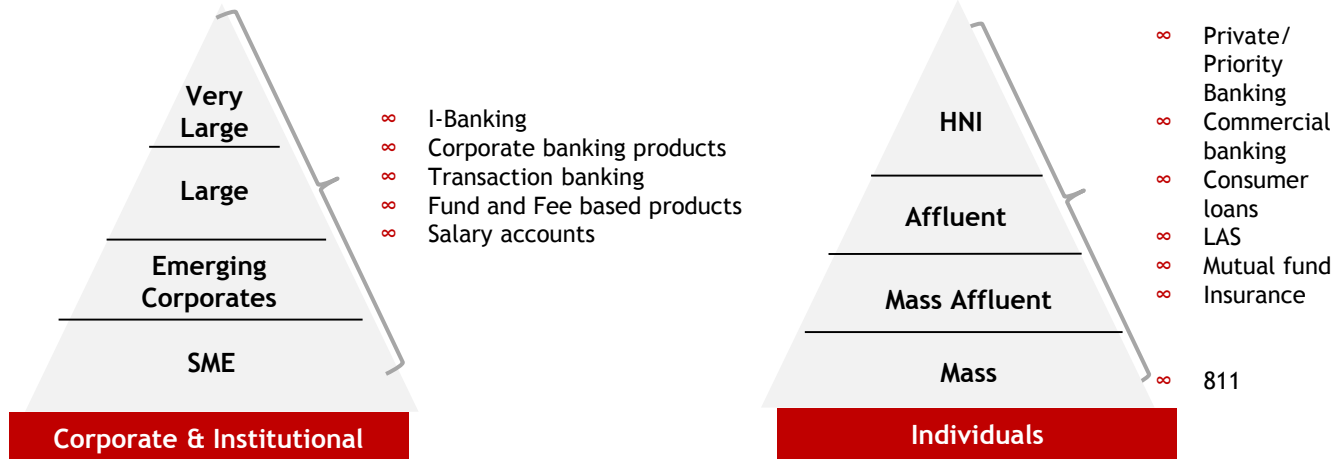 Very
Large
Large
Emerging
Corporates
SME
Corporate & Institutional
∞ I-Banking
∞ Corporate banking products
∞ Transaction banking
∞ Fund and Fee based products
∞ Salary accounts
HNI
Affluent
Mass Affluent
Mass
Individuals
∞ Private/
Priority
Banking
∞ Commercial
banking
∞ Consumer
loans
∞ LAS
∞ Mutual fund
∞ Insurance
∞ 811